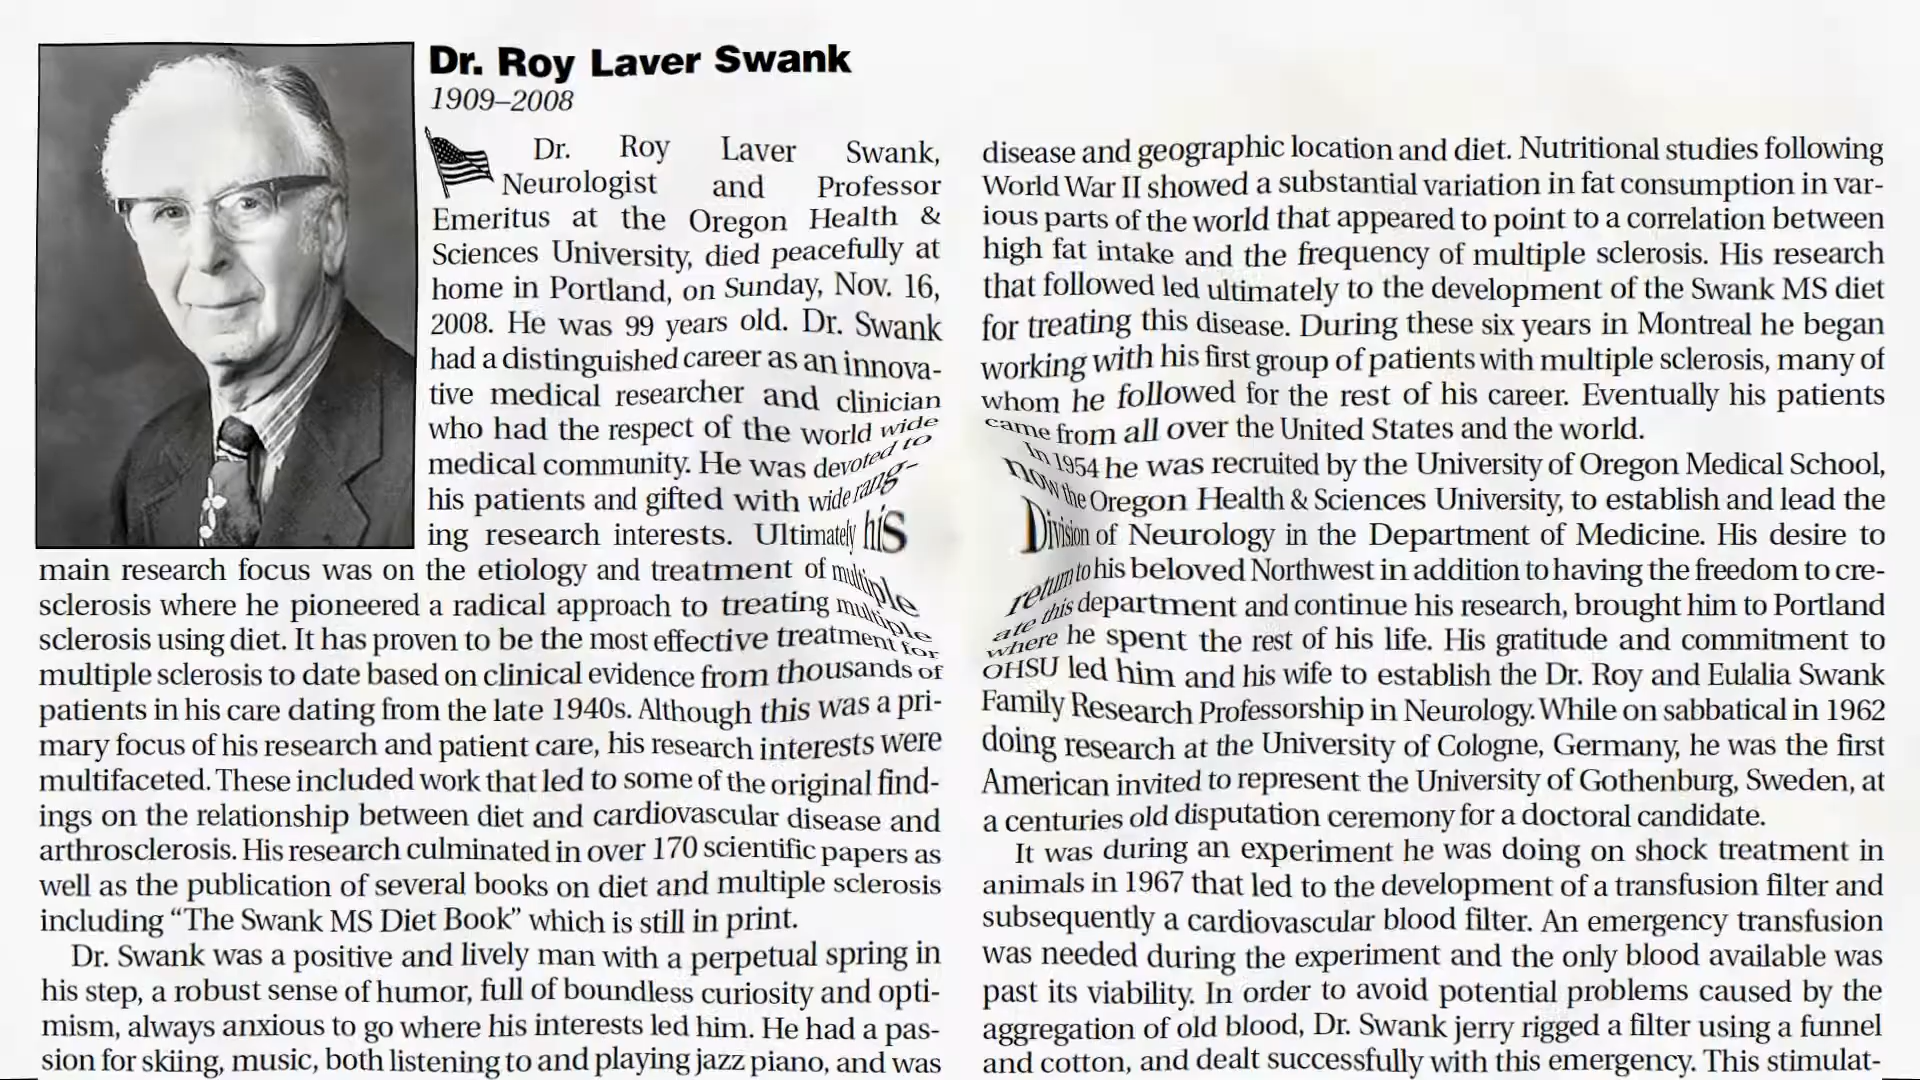 Dr. Roy Laver Swank
1909–2008
Dr. Roy Laver Swank,
Neurologist and Professor
Emeritus at the Oregon Health &
Sciences University, died peacefully at
home in Portland, on Sunday, Nov. 16,
2008. He was 99 years old. Dr. Swank
had a distinguished career as an innova-
tive medical researcher and clinician
who had the respect of the world wide
medical community. He was devoted to
his patients and gifted with wide rang-
ing research interests. Ultimately his
main research focus was on the etiology and treatment of multiple
sclerosis where he pioneered a radical approach to treating multiple
sclerosis using diet. It has proven to be the most effective treatment for
multiple sclerosis to date based on clinical evidence from thousands of
patients in his care dating from the late 1940s. Although this was a pri-
mary focus of his research and patient care, his research interests were
multifaceted. These included work that led to some of the original find-
ings on the relationship between diet and cardiovascular disease and
arthrosclerosis. His research culminated in over 170 scientific papers as
well as the publication of several books on diet and multiple sclerosis
including “The Swank MS Diet Book” which is still in print.
Dr. Swank was a positive and lively man with a perpetual spring in
his step, a robust sense of humor, full of boundless curiosity and opti-
mism, always anxious to go where his interests led him. He had a pas-
sion for skiing, music, both listening to and playing jazz piano, and was
disease and geographic location and diet. Nutritional studies following
World War II showed a substantial variation in fat consumption in var-
ious parts of the world that appeared to point to a correlation between
high fat intake and the frequency of multiple sclerosis. His research
that followed led ultimately to the development of the Swank MS diet
for treating this disease. During these six years in Montreal he began
working with his first group of patients with multiple sclerosis, many of
whom he followed for the rest of his career. Eventually his patients
came from all over the United States and the world.
In 1954 he was recruited by the University of Oregon Medical School,
now the Oregon Health & Sciences University, to establish and lead the
Division of Neurology in the Department of Medicine. His desire to
return to his beloved Northwest in addition to having the freedom to cre-
ate this department and continue his research, brought him to Portland
where he spent the rest of his life. His gratitude and commitment to
OHSU led him and his wife to establish the Dr. Roy and Eulalia Swank
Family Research Professorship in Neurology. While on sabbatical in 1962
doing research at the University of Cologne, Germany, he was the first
American invited to represent the University of Gothenburg, Sweden, at
a centuries old disputation ceremony for a doctoral candidate.
It was during an experiment he was doing on shock treatment in
animals in 1967 that led to the development of a transfusion filter and
subsequently a cardiovascular blood filter. An emergency transfusion
was needed during the experiment and the only blood available was
past its viability. In order to avoid potential problems caused by the
aggregation of old blood, Dr. Swank jerry rigged a filter using a funnel
and cotton, and dealt successfully with this emergency. This stimulat-